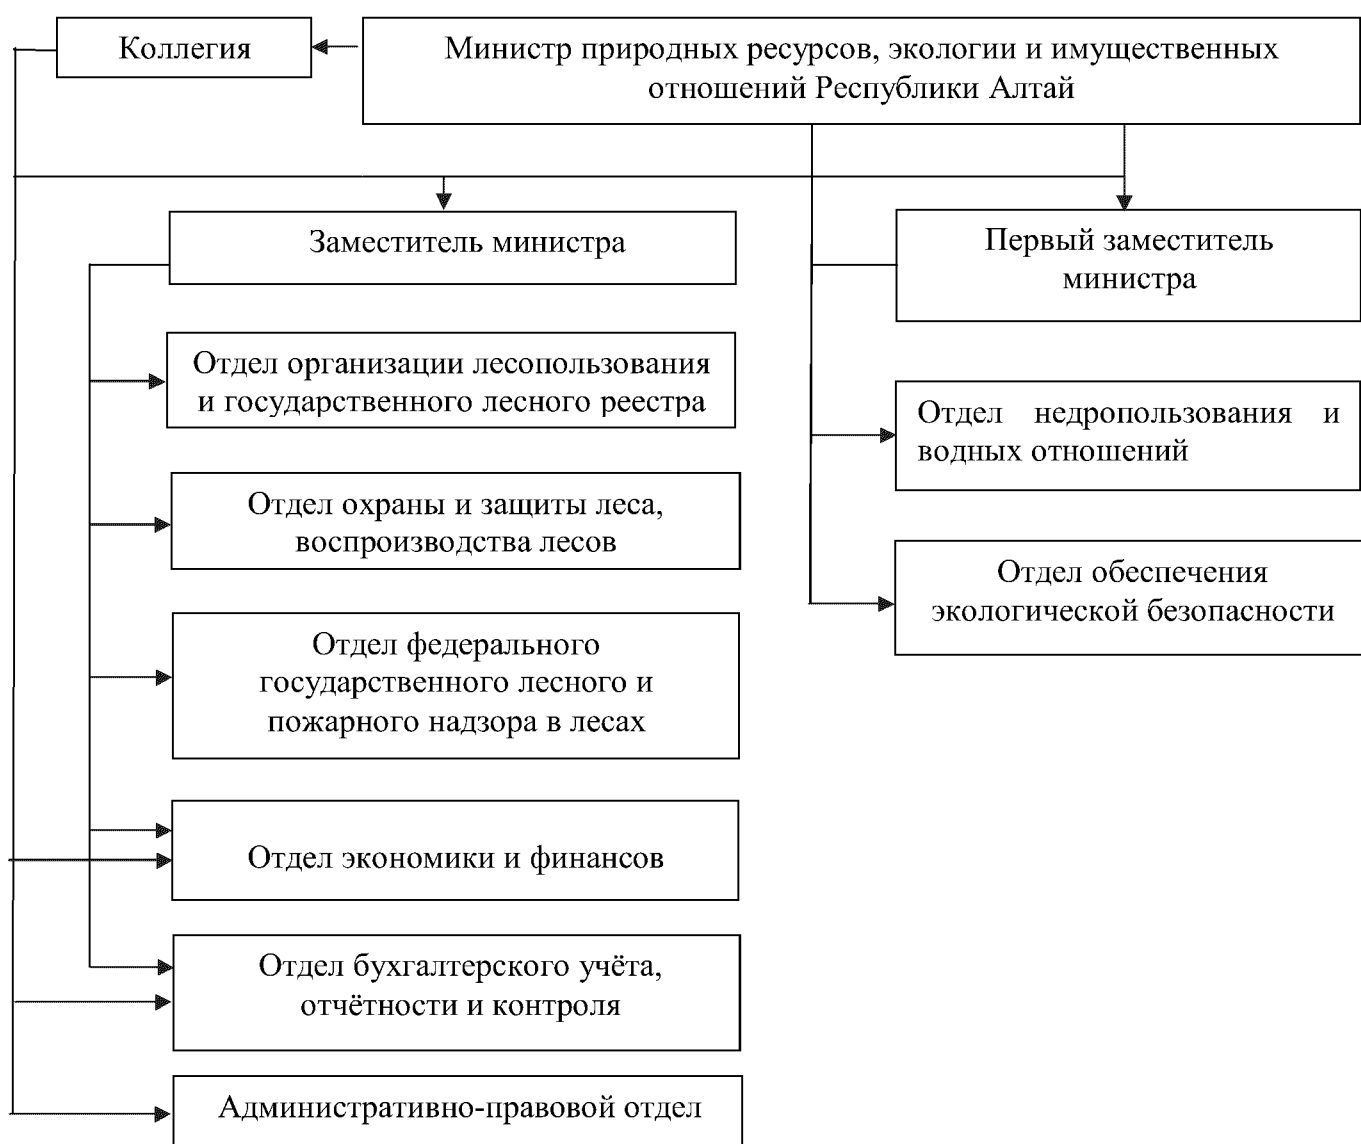 Коллегия
Министр природных ресурсов, экологии и имущественных
отношений Республики Алтай
Заместитель министра
Первый заместитель
министра
Отдел организации лесопользования
и государственного лесного реестра
Отдел недропользования и
водных отношений
Отдел охраны и защиты леса,
воспроизводства лесов
Отдел обеспечения
экологической безопасности
Отдел федерального
государственного лесного и
пожарного надзора в лесах
Отдел экономики и финансов
Отдел бухгалтерского учёта,
отчётности и контроля
Административно-правовой отдел